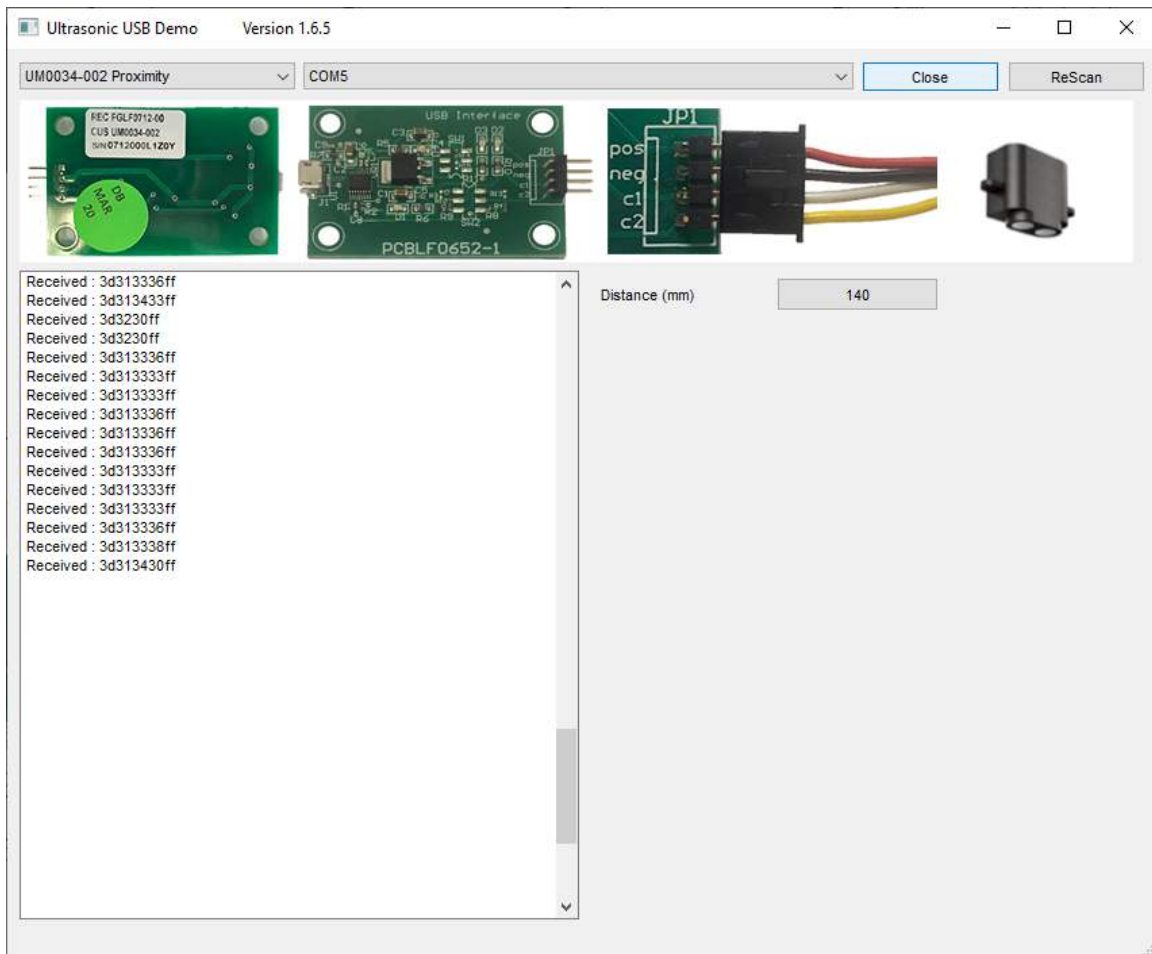 Ultrasonic USB Demo Version 1.6.5
UM0034-002 Proximity COM5 Close ReScan
REC FGLF0712-00
CUS UM0034-002
S/N 0712000L1Z0Y
DB
MAR
20
USB Interface
JP1
PCBLF0652-1
JP1
pos
neg
c1
c2
Received : 3d313336ff
Received : 3d313433ff
Received : 3d3230ff
Received : 3d3230ff
Received : 3d313336ff
Received : 3d313333ff
Received : 3d313333ff
Received : 3d313336ff
Received : 3d313336ff
Received : 3d313336ff
Received : 3d313333ff
Received : 3d313333ff
Received : 3d313333ff
Received : 3d313336ff
Received : 3d313338ff
Received : 3d313430ff
Distance (mm) 140